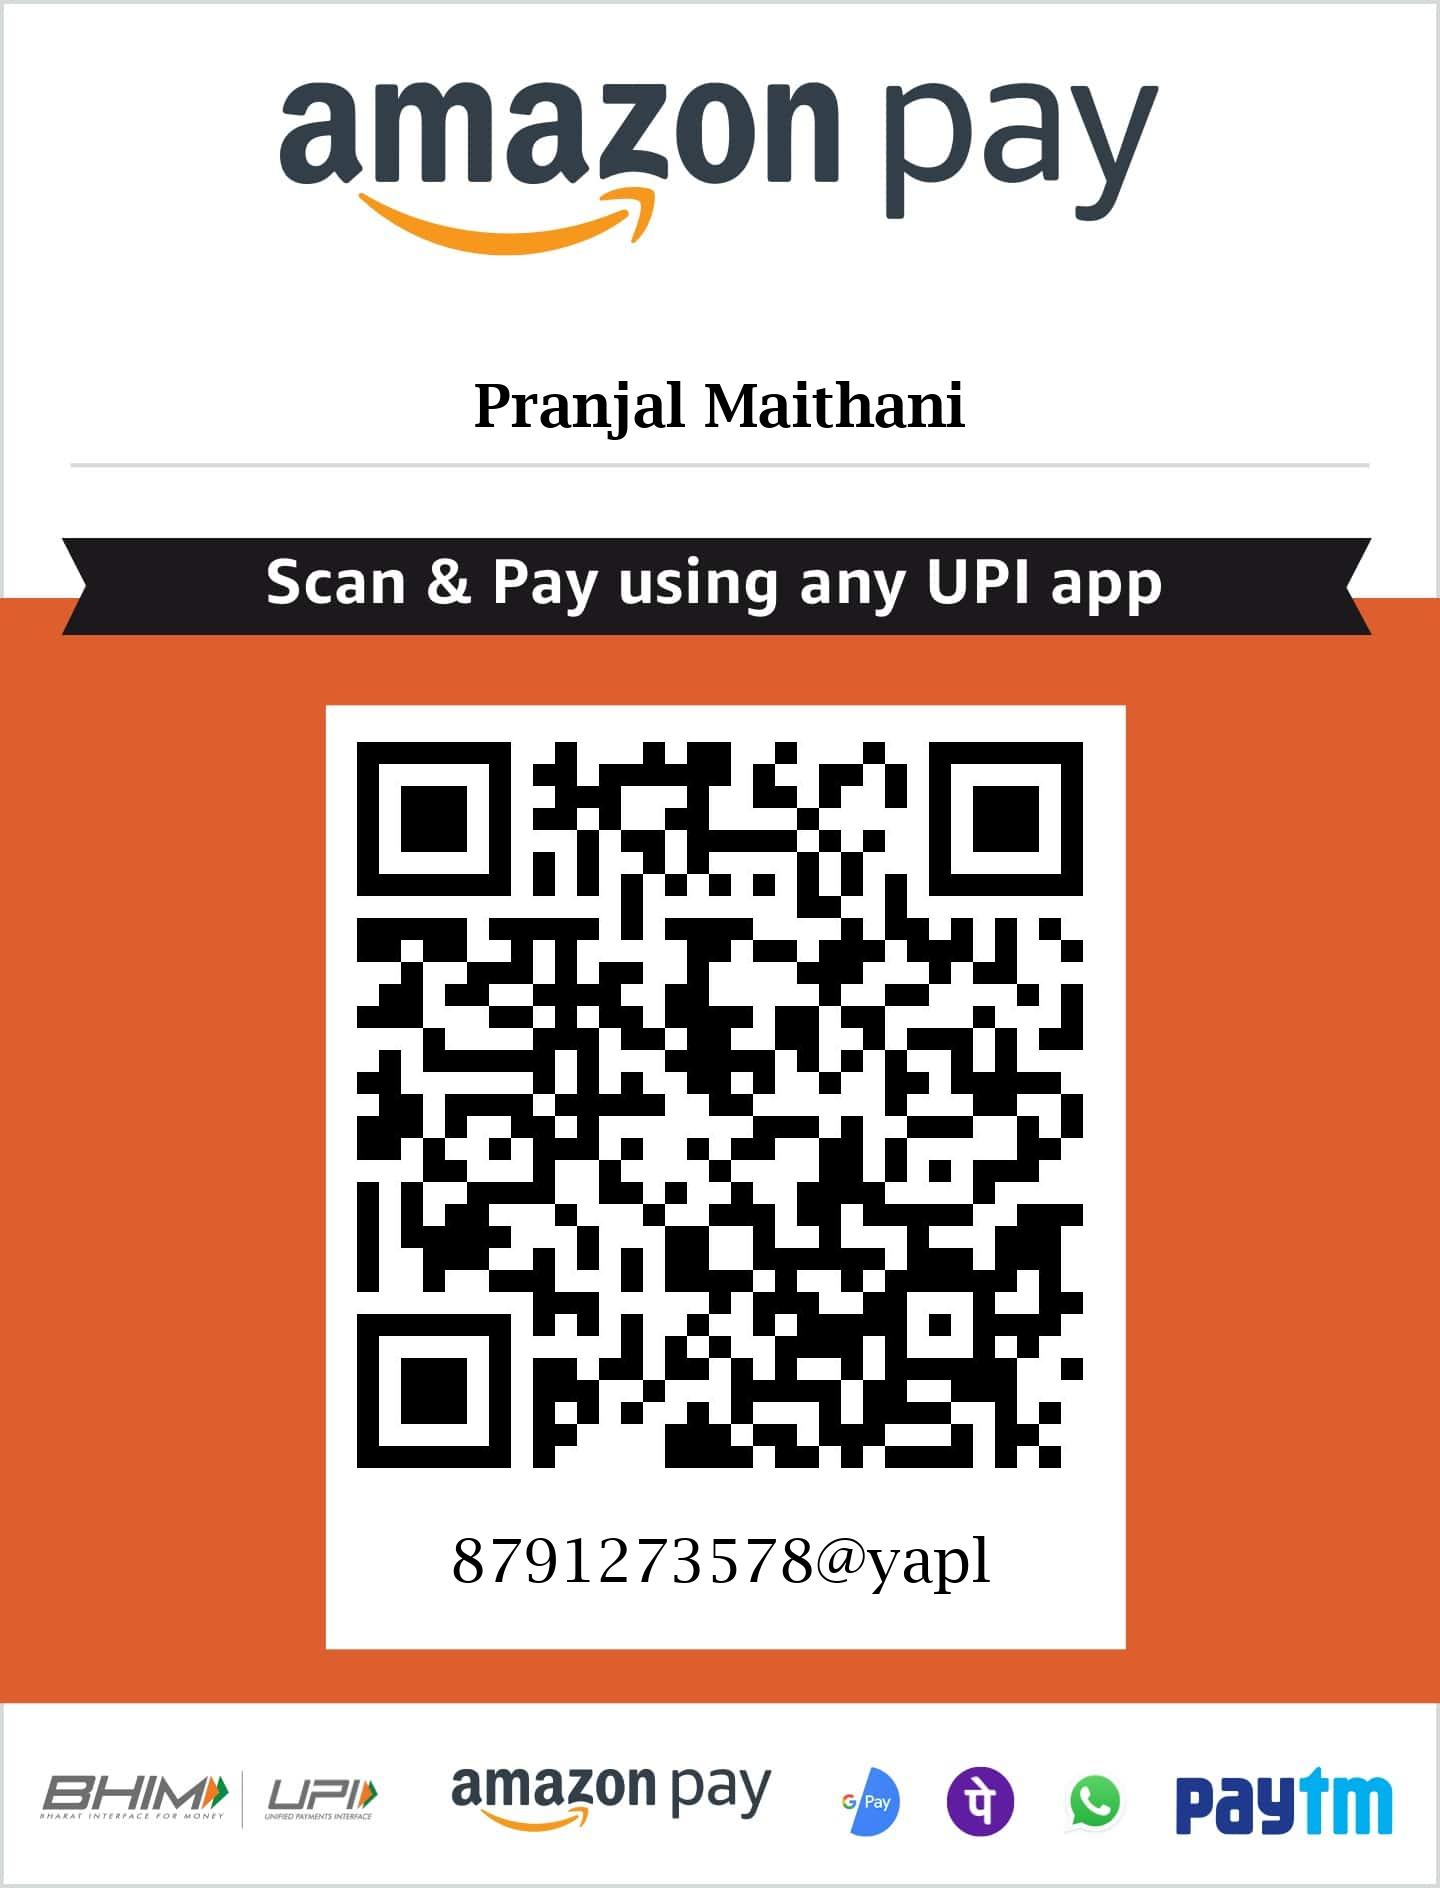 amazon pay
Pranjal Maithani
Scan & Pay using any UPI app
8791273578@yapl
BHIM UPI amazon pay G Pay पे paytm
BHARAT INTERFACE FOR MONEY UNIFIED PAYMENTS INTERFACE